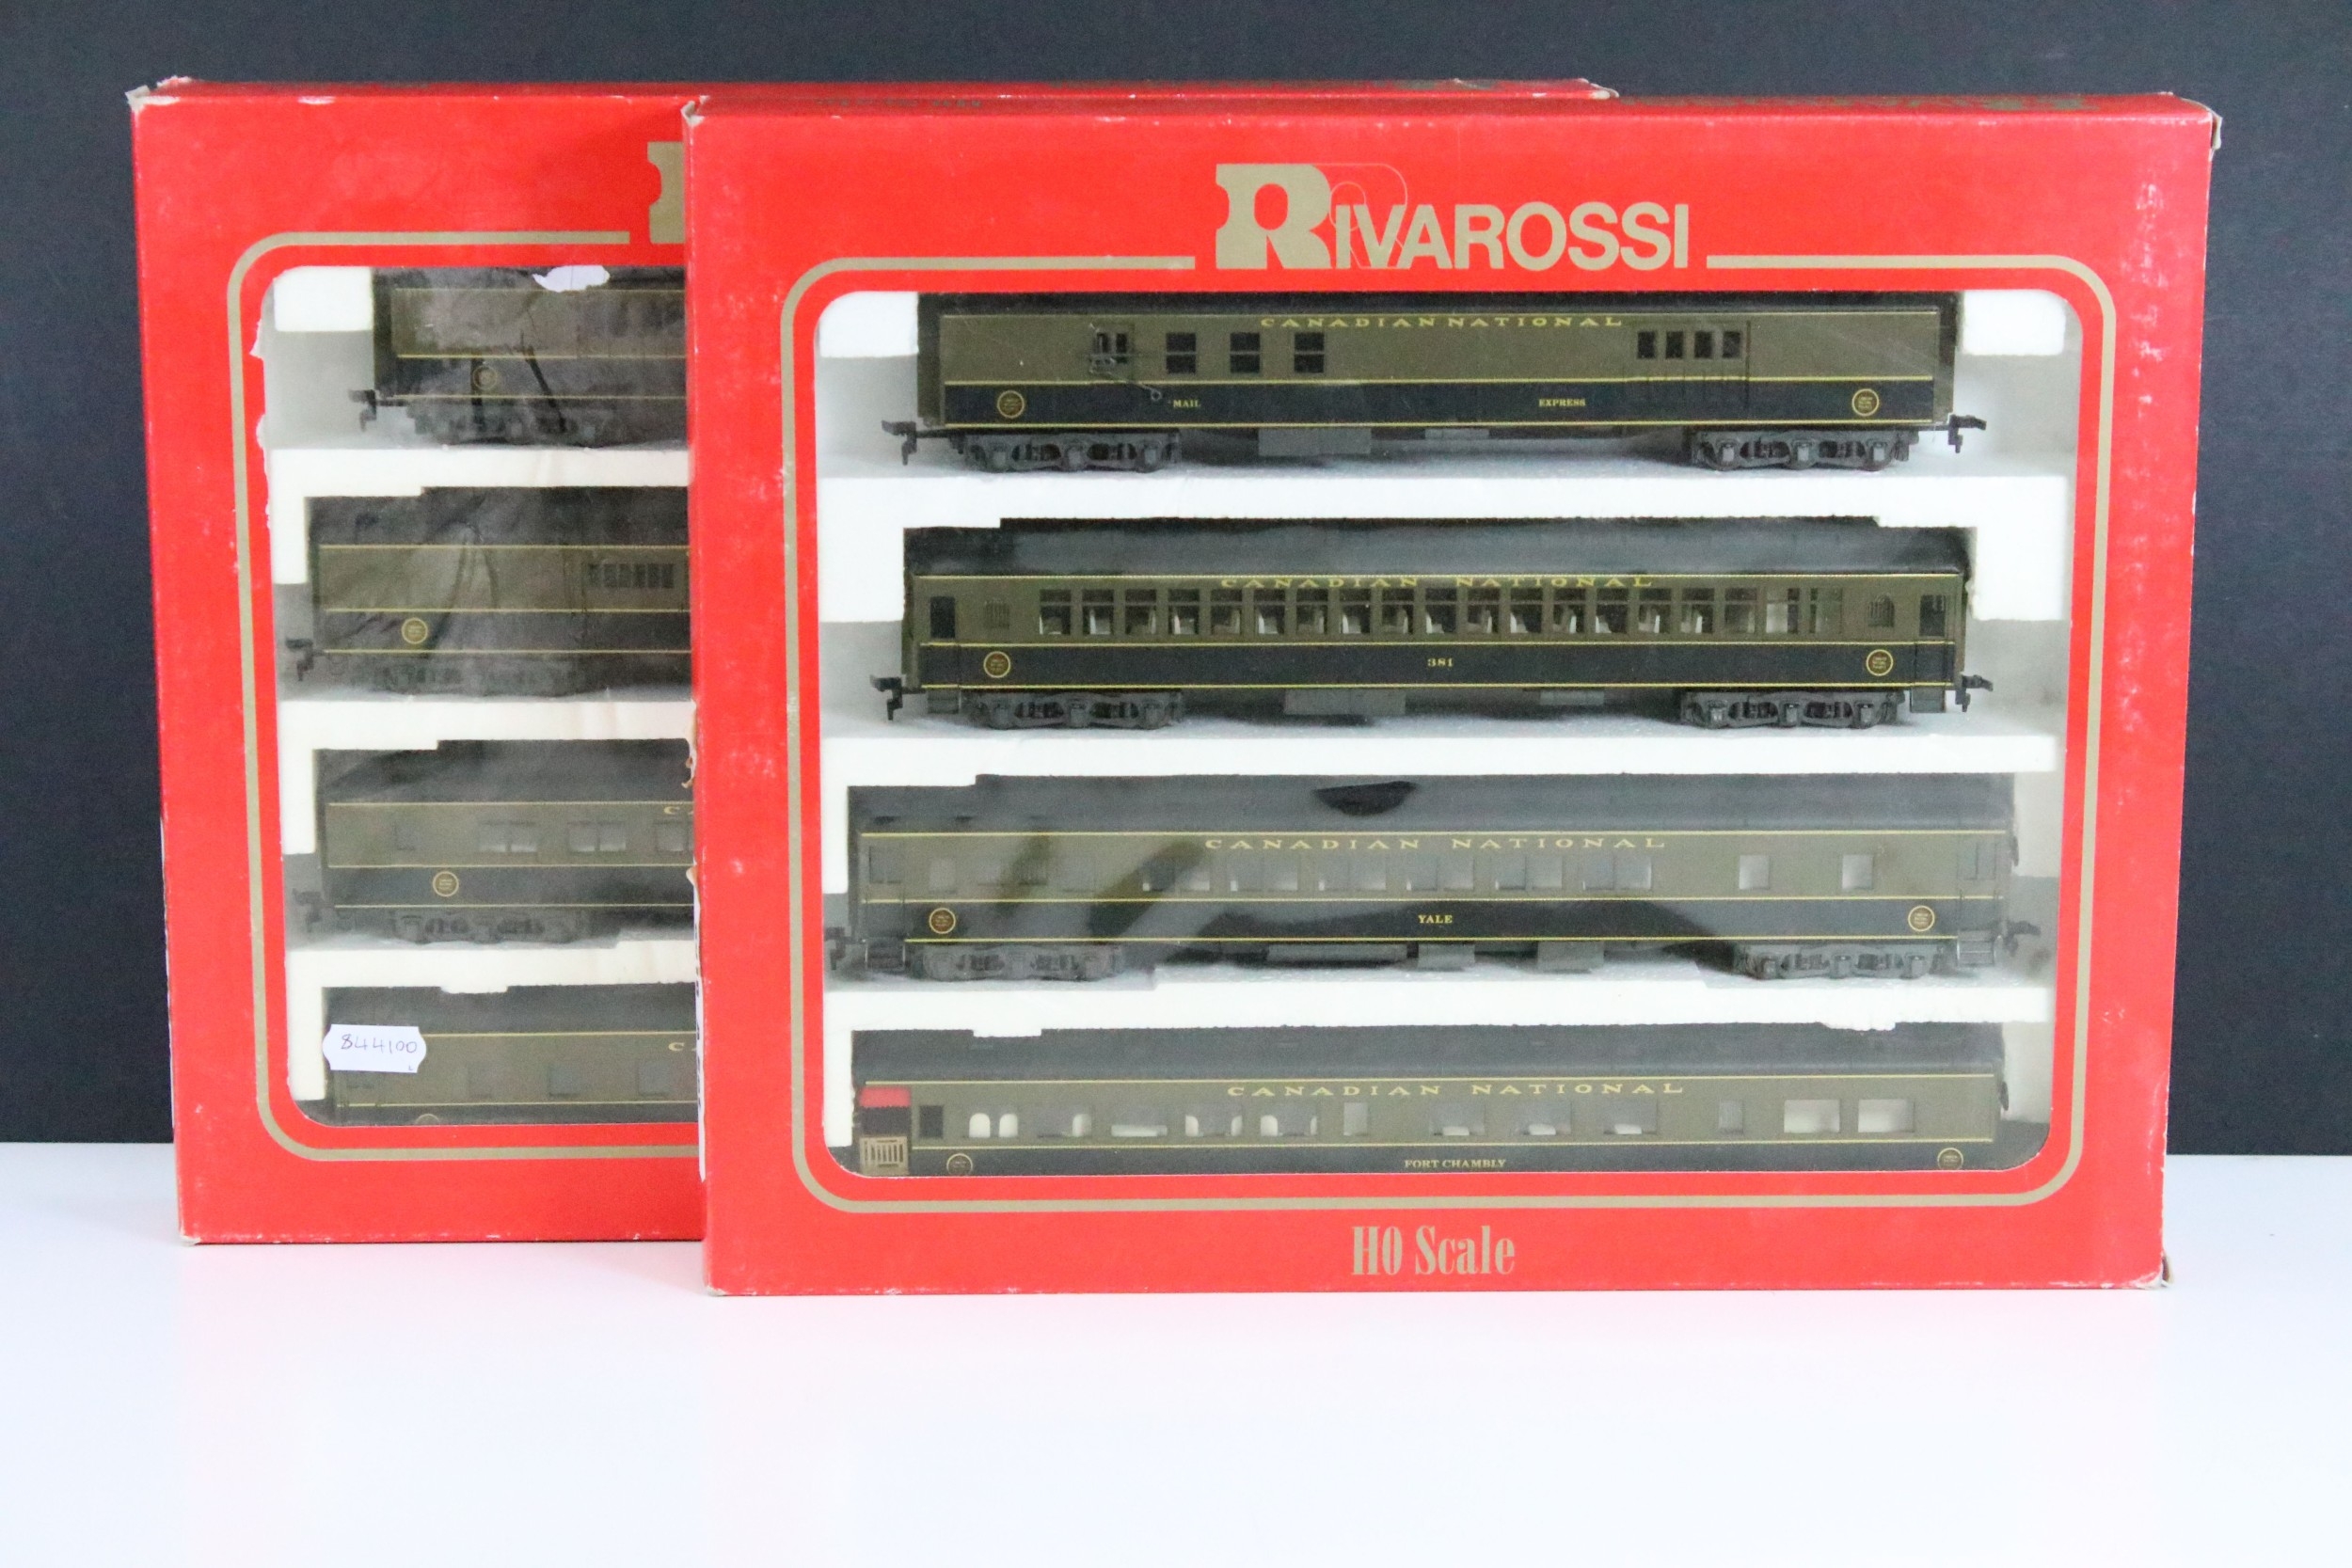 RIVAROSSI
CANADIAN NATIONAL
MAIL EXPRESS
CANADIAN NATIONAL
381
CANADIAN NATIONAL
YALE
CANADIAN NATIONAL
FORT CHAMBLY
HO Scale
R
C
C
844100